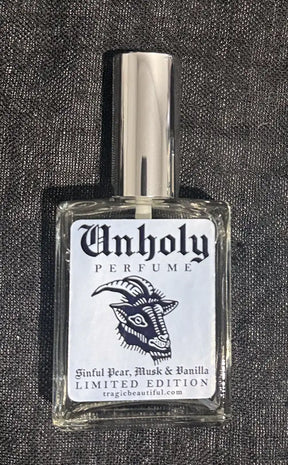 Unholy
PERFUME
Sinful Pear, Musk & Vanilla
LIMITED EDITION
tragicbeautiful.com